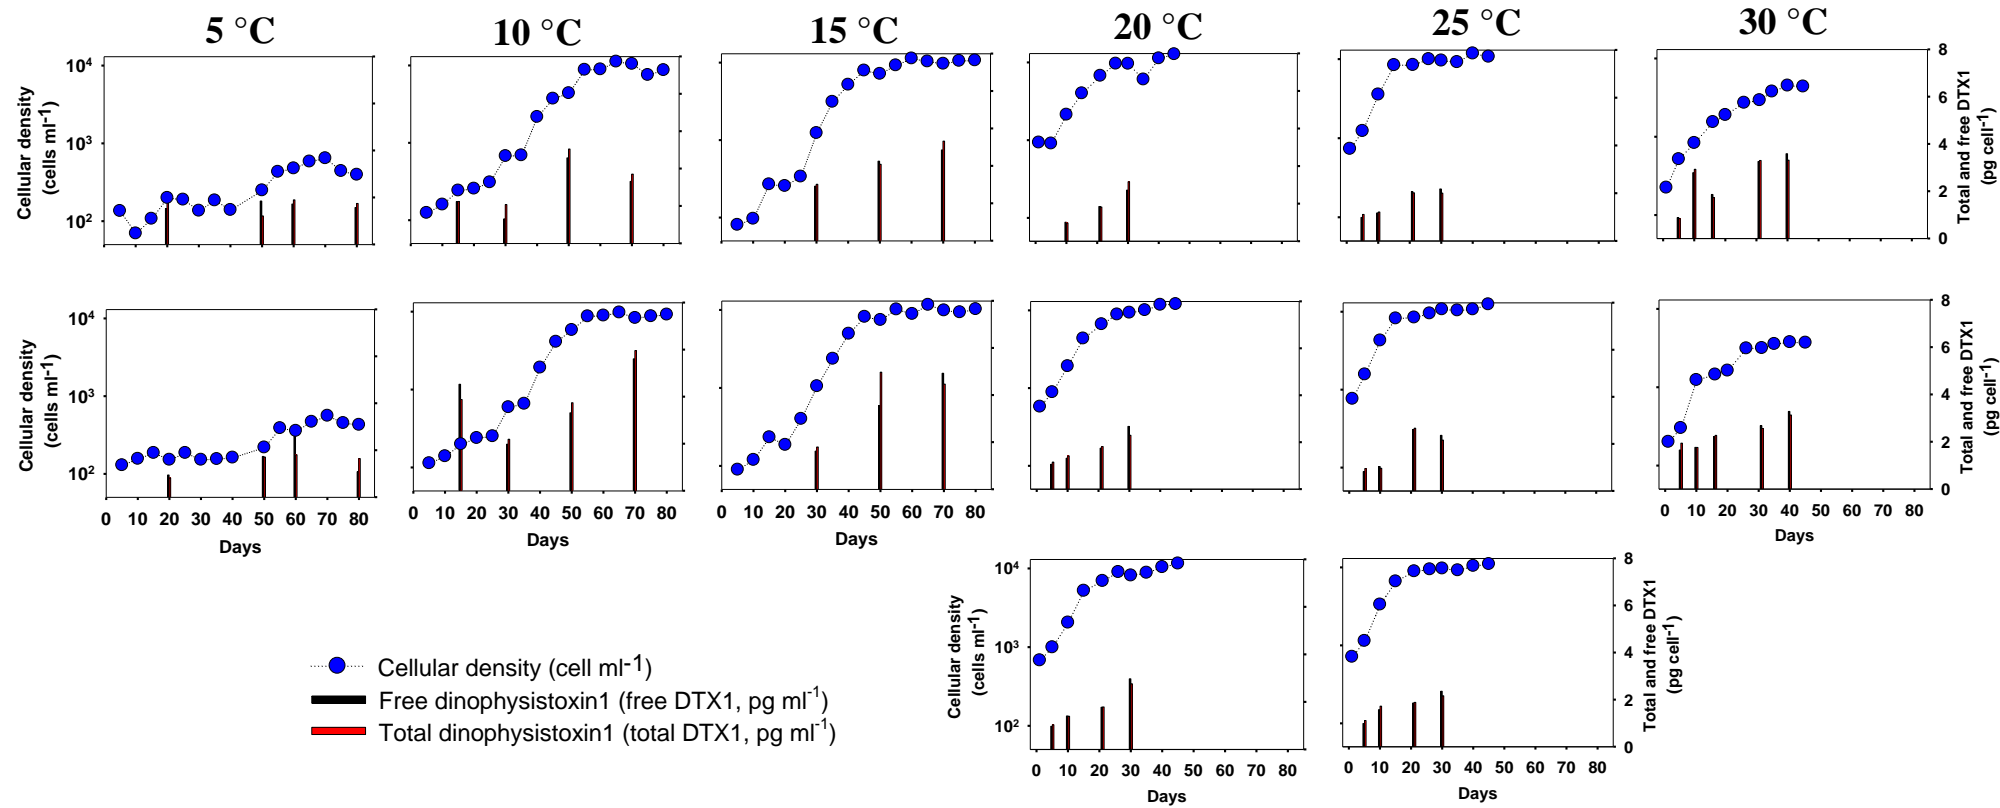 5 °C 10 °C 15 °C 20 °C 25 °C 30 °C
Cellular density
(cells ml⁻¹)
10⁴
10³
10²
8
6
4
2
0
Total and free DTX1
(pg cell⁻¹)
Cellular density
(cells ml⁻¹)
10⁴
10³
10²
8
6
4
2
0
Total and free DTX1
(pg cell⁻¹)
0 10 20 30 40 50 60 70 80
Days
0 10 20 30 40 50 60 70 80
Days
0 10 20 30 40 50 60 70 80
Days
0 10 20 30 40 50 60 70 80
Days
Cellular density
(cells ml⁻¹)
10⁴
10³
10²
8
6
4
2
0
Total and free DTX1
(pg cell⁻¹)
0 10 20 30 40 50 60 70 80
Days
0 10 20 30 40 50 60 70 80
Days
Cellular density (cell ml⁻¹)
Free dinophysistoxin1 (free DTX1, pg ml⁻¹)
Total dinophysistoxin1 (total DTX1, pg ml⁻¹)